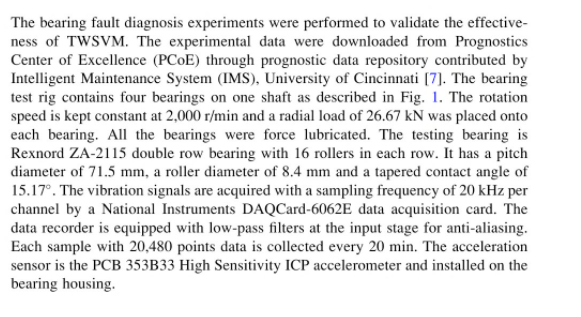 The bearing fault diagnosis experiments were performed to validate the effective-
ness of TWSVM. The experimental data were downloaded from Prognostics
Center of Excellence (PCoE) through prognostic data repository contributed by
Intelligent Maintenance System (IMS), University of Cincinnati [7]. The bearing
test rig contains four bearings on one shaft as described in Fig. 1. The rotation
speed is kept constant at 2,000 r/min and a radial load of 26.67 kN was placed onto
each bearing. All the bearings were force lubricated. The testing bearing is
Rexnord ZA-2115 double row bearing with 16 rollers in each row. It has a pitch
diameter of 71.5 mm, a roller diameter of 8.4 mm and a tapered contact angle of
15.17°. The vibration signals are acquired with a sampling frequency of 20 kHz per
channel by a National Instruments DAQCard-6062E data acquisition card. The
data recorder is equipped with low-pass filters at the input stage for anti-aliasing.
Each sample with 20,480 points data is collected every 20 min. The acceleration
sensor is the PCB 353B33 High Sensitivity ICP accelerometer and installed on the
bearing housing.